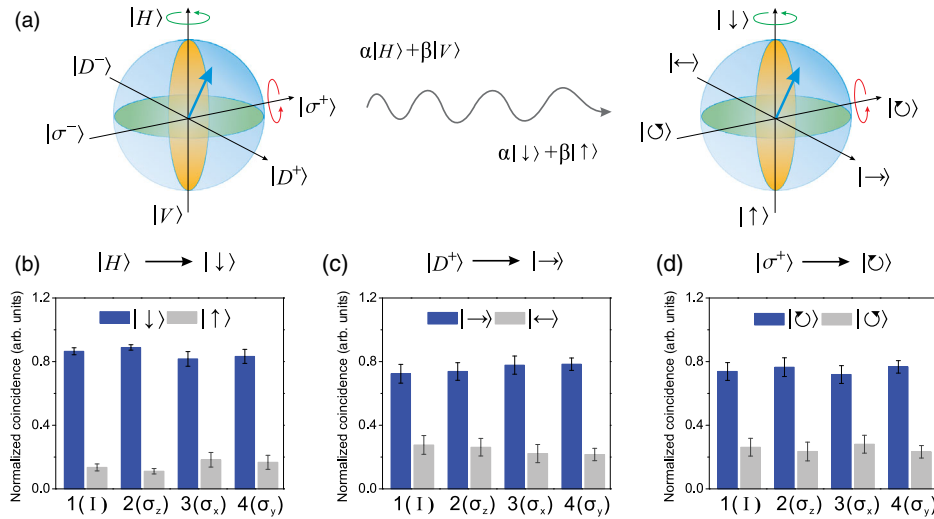 (a)
|H⟩
|D⁻⟩
|σ⁺⟩
|σ⁻⟩
|D⁺⟩
|V⟩
α|H⟩+β|V⟩
α|↓⟩+β|↑⟩
|↓⟩
|←⟩
|↻⟩
|↺⟩
|→⟩
|↑⟩
(b)
|H⟩ → |↓⟩
Normalized coincidence (arb. units)
1.2
0.8
0.4
0.0
|↓⟩ |↑⟩
1(I) 2(σz) 3(σx) 4(σy)
(c)
|D⁺⟩ → |→⟩
Normalized coincidence (arb. units)
1.2
0.8
0.4
0.0
|→⟩ |←⟩
1(I) 2(σz) 3(σx) 4(σy)
(d)
|σ⁺⟩ → |↻⟩
Normalized coincidence (arb. units)
1.2
0.8
0.4
0.0
|↻⟩ |↺⟩
1(I) 2(σz) 3(σx) 4(σy)